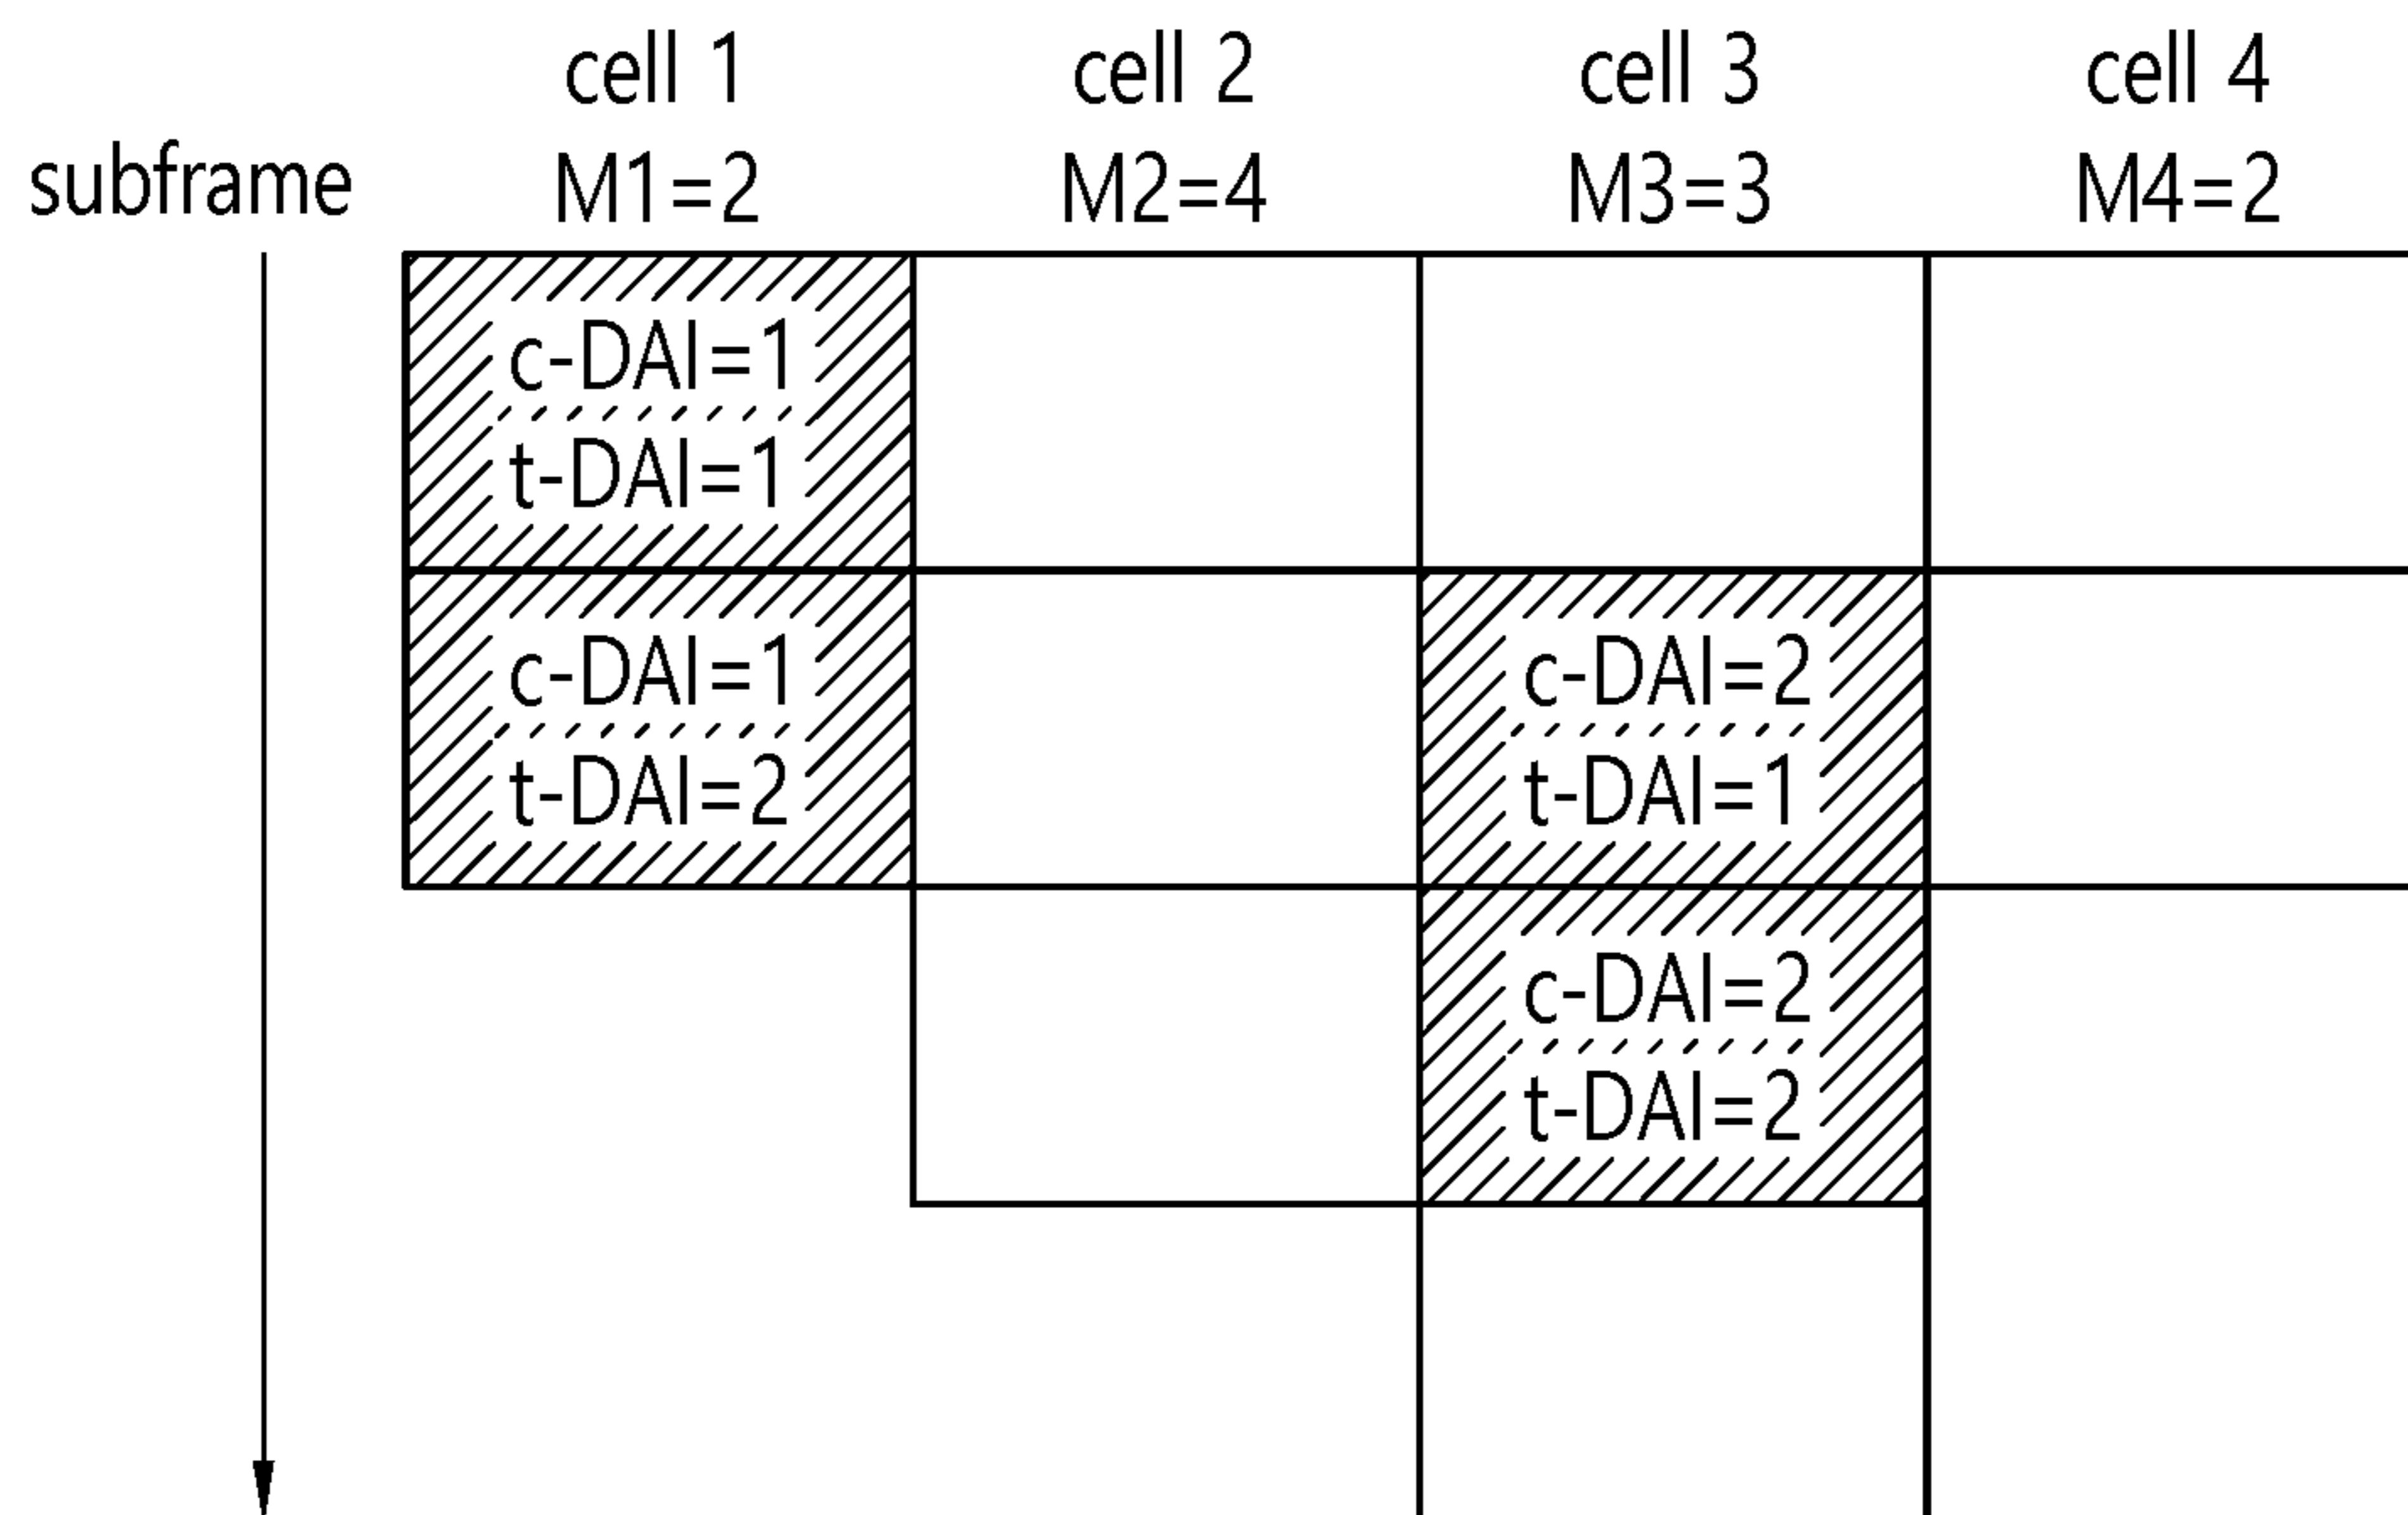 cell 1 cell 2 cell 3 cell 4
subframe M1=2 M2=4 M3=3 M4=2
c-DAI=1
t-DAI=1
c-DAI=1 c-DAI=2
t-DAI=2 t-DAI=1
c-DAI=2
t-DAI=2